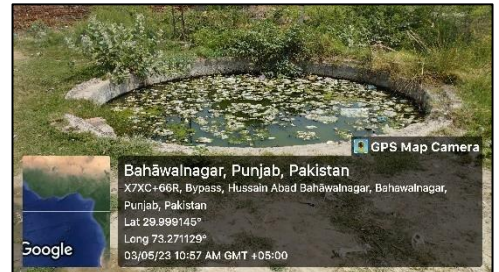 GPS Map Camera
Bahāwalnagar, Punjab, Pakistan
X7XC+66R, Bypass, Hussain Abad Bahāwalnagar, Bahawalnagar,
Punjab, Pakistan
Lat 29.999145°
Long 73.271129°
03/05/23 10:57 AM GMT +05:00
Google